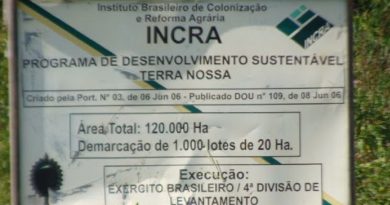 Instituto Brasileiro de Colonização
e Reforma Agrária
INCRA
INCRA
PROGRAMA DE DESENVOLVIMENTO SUSTENTÁVEL
TERRA NOSSA
Criado pela Port. N° 03, de 06 Jun 06 - Publicado DOU n° 109, de 08 Jun 06
Área Total: 120.000 Ha
Demarcação de 1.000 lotes de 20 Ha.
Execução:
EXÉRCITO BRASILEIRO / 4ª DIVISÃO DE
LEVANTAMENTO